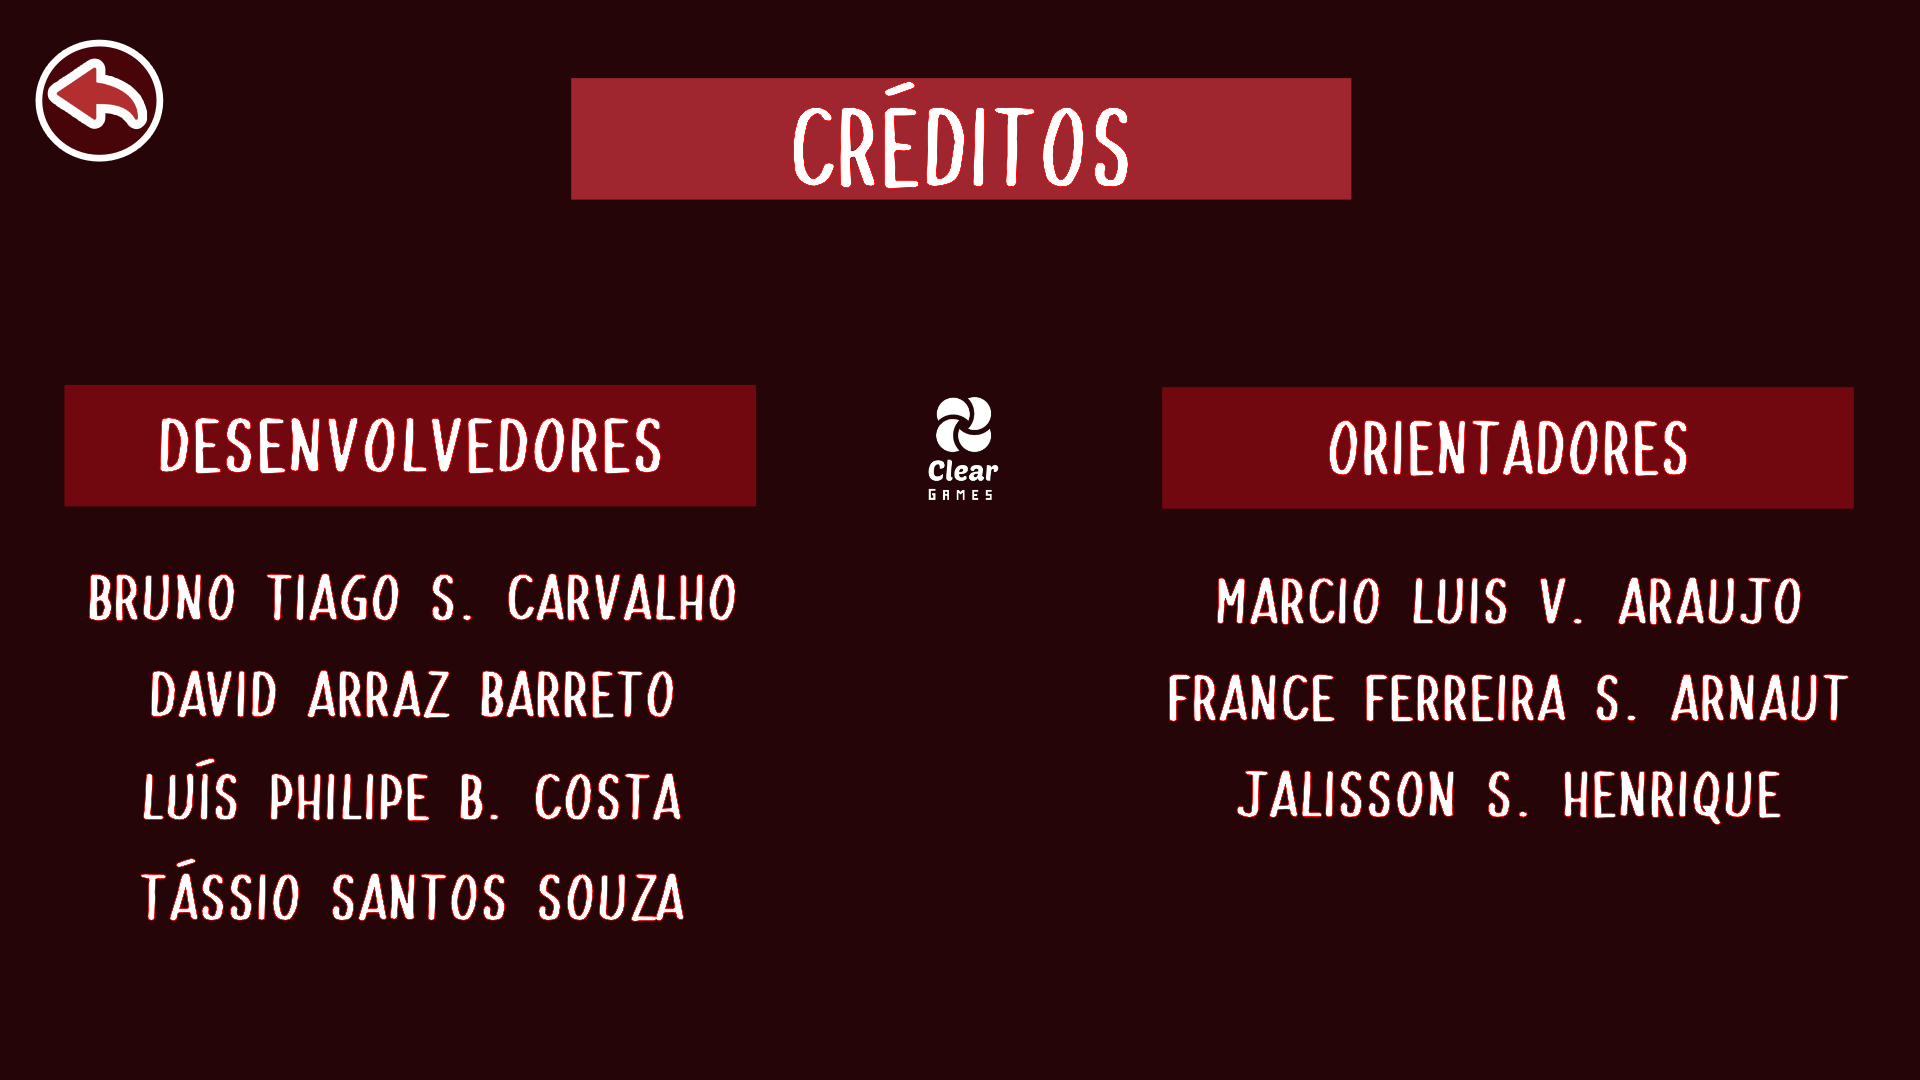 CRÉDITOS
DESENVOLVEDORES
BRUNO TIAGO S. CARVALHO
DAVID ARRAZ BARRETO
LUÍS PHILIPE B. COSTA
TÁSSIO SANTOS SOUZA
Clear
GAMES
ORIENTADORES
MARCIO LUIS V. ARAUJO
FRANCE FERREIRA S. ARNAUT
JALISSON S. HENRIQUE